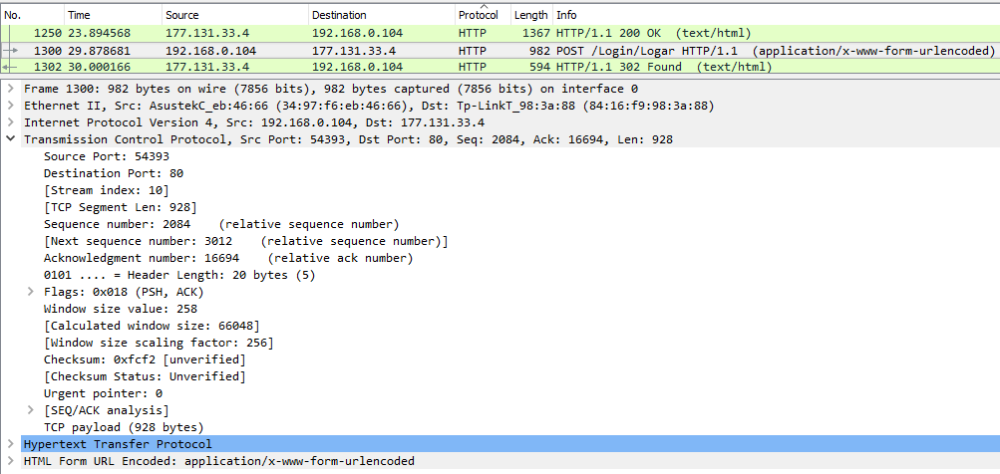 No. Time Source Destination Protocol Length Info
1250 23.894568 177.131.33.4 192.168.0.104 HTTP 1367 HTTP/1.1 200 OK (text/html)
1300 29.878681 192.168.0.104 177.131.33.4 HTTP 982 POST /Login/Logar HTTP/1.1 (application/x-www-form-urlencoded)
1302 30.000166 177.131.33.4 192.168.0.104 HTTP 594 HTTP/1.1 302 Found (text/html)
Frame 1300: 982 bytes on wire (7856 bits), 982 bytes captured (7856 bits) on interface 0
Ethernet II, Src: AsustekC_eb:46:66 (34:97:f6:eb:46:66), Dst: Tp-LinkT_98:3a:88 (84:16:f9:98:3a:88)
Internet Protocol Version 4, Src: 192.168.0.104, Dst: 177.131.33.4
Transmission Control Protocol, Src Port: 54393, Dst Port: 80, Seq: 2084, Ack: 16694, Len: 928
Source Port: 54393
Destination Port: 80
[Stream index: 10]
[TCP Segment Len: 928]
Sequence number: 2084 (relative sequence number)
[Next sequence number: 3012 (relative sequence number)]
Acknowledgment number: 16694 (relative ack number)
0101 .... = Header Length: 20 bytes (5)
Flags: 0x018 (PSH, ACK)
Window size value: 258
[Calculated window size: 66048]
[Window size scaling factor: 256]
Checksum: 0xfcf2 [unverified]
[Checksum Status: Unverified]
Urgent pointer: 0
[SEQ/ACK analysis]
TCP payload (928 bytes)
Hypertext Transfer Protocol
HTML Form URL Encoded: application/x-www-form-urlencoded